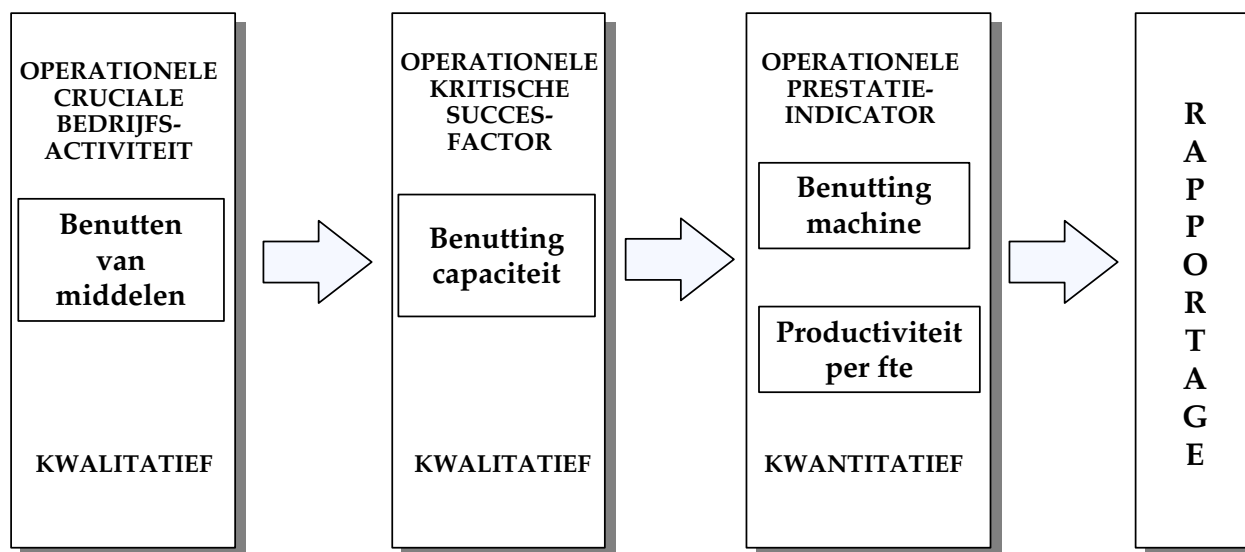 OPERATIONELE
CRUCIALE
BEDRIJFS-
ACTIVITEIT
Benutten
van
middelen
KWALITATIEF
OPERATIONELE
KRITISCHE
SUCCES-
FACTOR
Benutting
capaciteit
KWALITATIEF
OPERATIONELE
PRESTATIE-
INDICATOR
Benutting
machine
Productiviteit
per fte
KWANTITATIEF
R
A
P
P
O
R
T
A
G
E